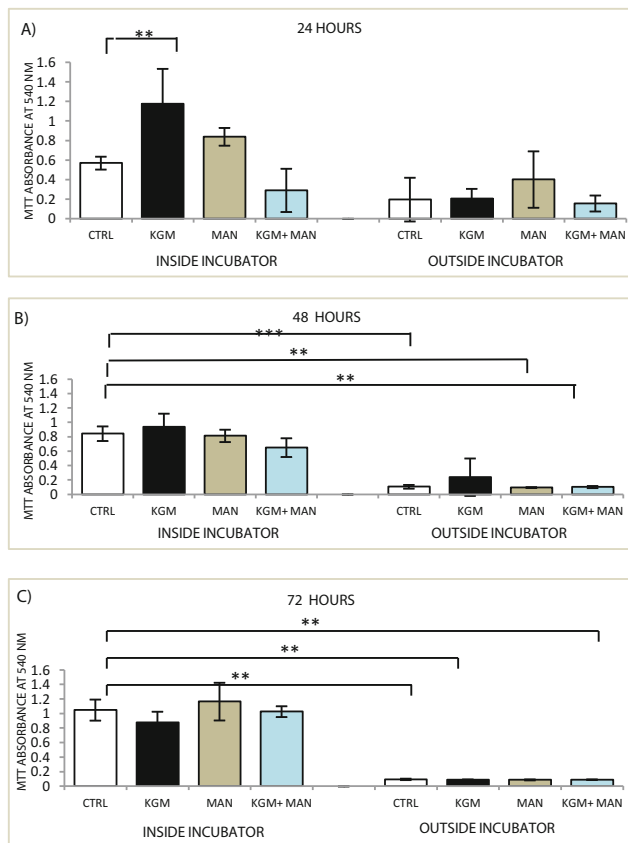 A)
24 HOURS
**
MTT ABSORBANCE AT 540 NM
1.6
1.4
1.2
1
0.8
0.6
0.4
0.2
0
CTRL KGM MAN KGM+ MAN CTRL KGM MAN KGM+ MAN
INSIDE INCUBATOR OUTSIDE INCUBATOR
B)
48 HOURS
***
**
**
MTT ABSORBANCE AT 540 NM
1.6
1.4
1.2
1
0.8
0.6
0.4
0.2
0
CTRL KGM MAN KGM+ MAN CTRL KGM MAN KGM+ MAN
INSIDE INCUBATOR OUTSIDE INCUBATOR
C)
72 HOURS
**
**
**
MTT ABSORBANCE AT 540 NM
1.6
1.4
1.2
1
0.8
0.6
0.4
0.2
0
CTRL KGM MAN KGM+ MAN CTRL KGM MAN KGM+ MAN
INSIDE INCUBATOR OUTSIDE INCUBATOR